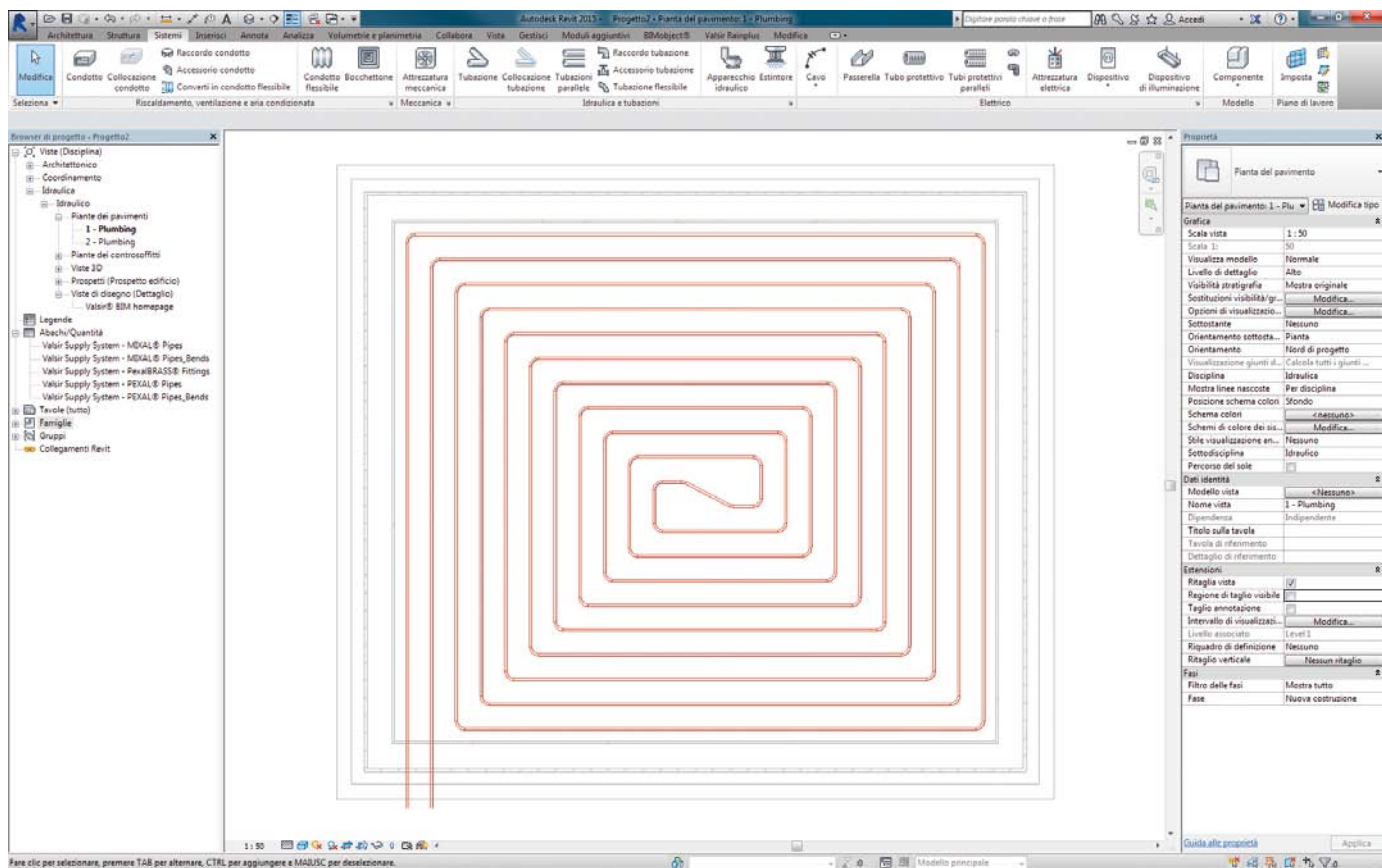 Autodesk Revit 2015 - Progetto2 - Pianta del pavimento: 1 - Plumbing
Digitare parola chiave o frase
Accedi
Architettura Struttura Sistemi Inserisci Annota Analizza Volumetrie e planimetria Collabora Vista Gestisci Moduli aggiuntivi BIMobject® Valsir Rainplus Modifica
Modifica
Condotto
Collocazione condotto
Raccordo condotto
Accessorio condotto
Converti in condotto flessibile
Condotto flessibile
Bocchettone
Attrezzatura meccanica
Tubazione
Collocazione tubazione
Tubazioni parallele
Raccordo tubazione
Accessorio tubazione
Tubazione flessibile
Apparecchio idraulico
Estintore
Cavo
Passerella
Tubo protettivo
Tubi protettivi paralleli
Attrezzatura elettrica
Dispositivo
Dispositivo di illuminazione
Componente
Imposta
Seleziona
Riscaldamento, ventilazione e aria condizionata
Meccanica
Idraulica e tubazioni
Elettrico
Modello
Piano di lavoro
Browser di progetto - Progetto2
Viste (Disciplina)
Architettonico
Coordinamento
Idraulica
Idraulico
Piante dei pavimenti
1 - Plumbing
2 - Plumbing
Piante dei controsoffitti
Viste 3D
Prospetti (Prospetto edificio)
Viste di disegno (Dettaglio)
Valsir® BIM homepage
Legende
Abachi/Quantità
Valsir Supply System - MIXAL® Pipes
Valsir Supply System - MIXAL® Pipes_Bends
Valsir Supply System - PexalBRASS® Fittings
Valsir Supply System - PEXAL® Pipes
Valsir Supply System - PEXAL® Pipes_Bends
Tavole (tutto)
Famiglie
Gruppi
Collegamenti Revit
Proprietà
Pianta del pavimento
Pianta del pavimento: 1 - Plu Modifica tipo
Grafica
Scala vista 1 : 50
Scala 1: 50
Visualizza modello Normale
Livello di dettaglio Alto
Visibilità stratigrafia Mostra originale
Sostituzioni visibilità/gr... Modifica...
Opzioni di visualizzazio... Modifica...
Sottostante Nessuno
Orientamento sottosta... Pianta
Orientamento Nord di progetto
Visualizzazione giunti d... Calcola tutti i giunti ...
Disciplina Idraulica
Mostra linee nascoste Per disciplina
Posizione schema colori Sfondo
Schema colori <nessuno>
Schemi di colore dei sis... Modifica...
Stile visualizzazione an... Nessuno
Sottodisciplina Idraulico
Percorso del sole
Dati identità
Modello vista <Nessuno>
Nome vista 1 - Plumbing
Dipendenza Indipendente
Titolo sulla tavola
Tavola di riferimento
Dettaglio di riferimento
Estensioni
Ritaglia vista
Regione di taglio visibile
Taglio annotazione
Intervallo di visualizzazi... Modifica...
Livello associato Level 1
Riquadro di definizione Nessuno
Ritaglio verticale Nessun ritaglio
Fasi
Filtro delle fasi Mostra tutto
Fase Nuova costruzione
Guida alle proprietà
Applica
1 : 50
Fare clic per selezionare, premere TAB per alternare, CTRL per aggiungere e MAIUSC per deselezionare.
: 0
Modello principale
:0